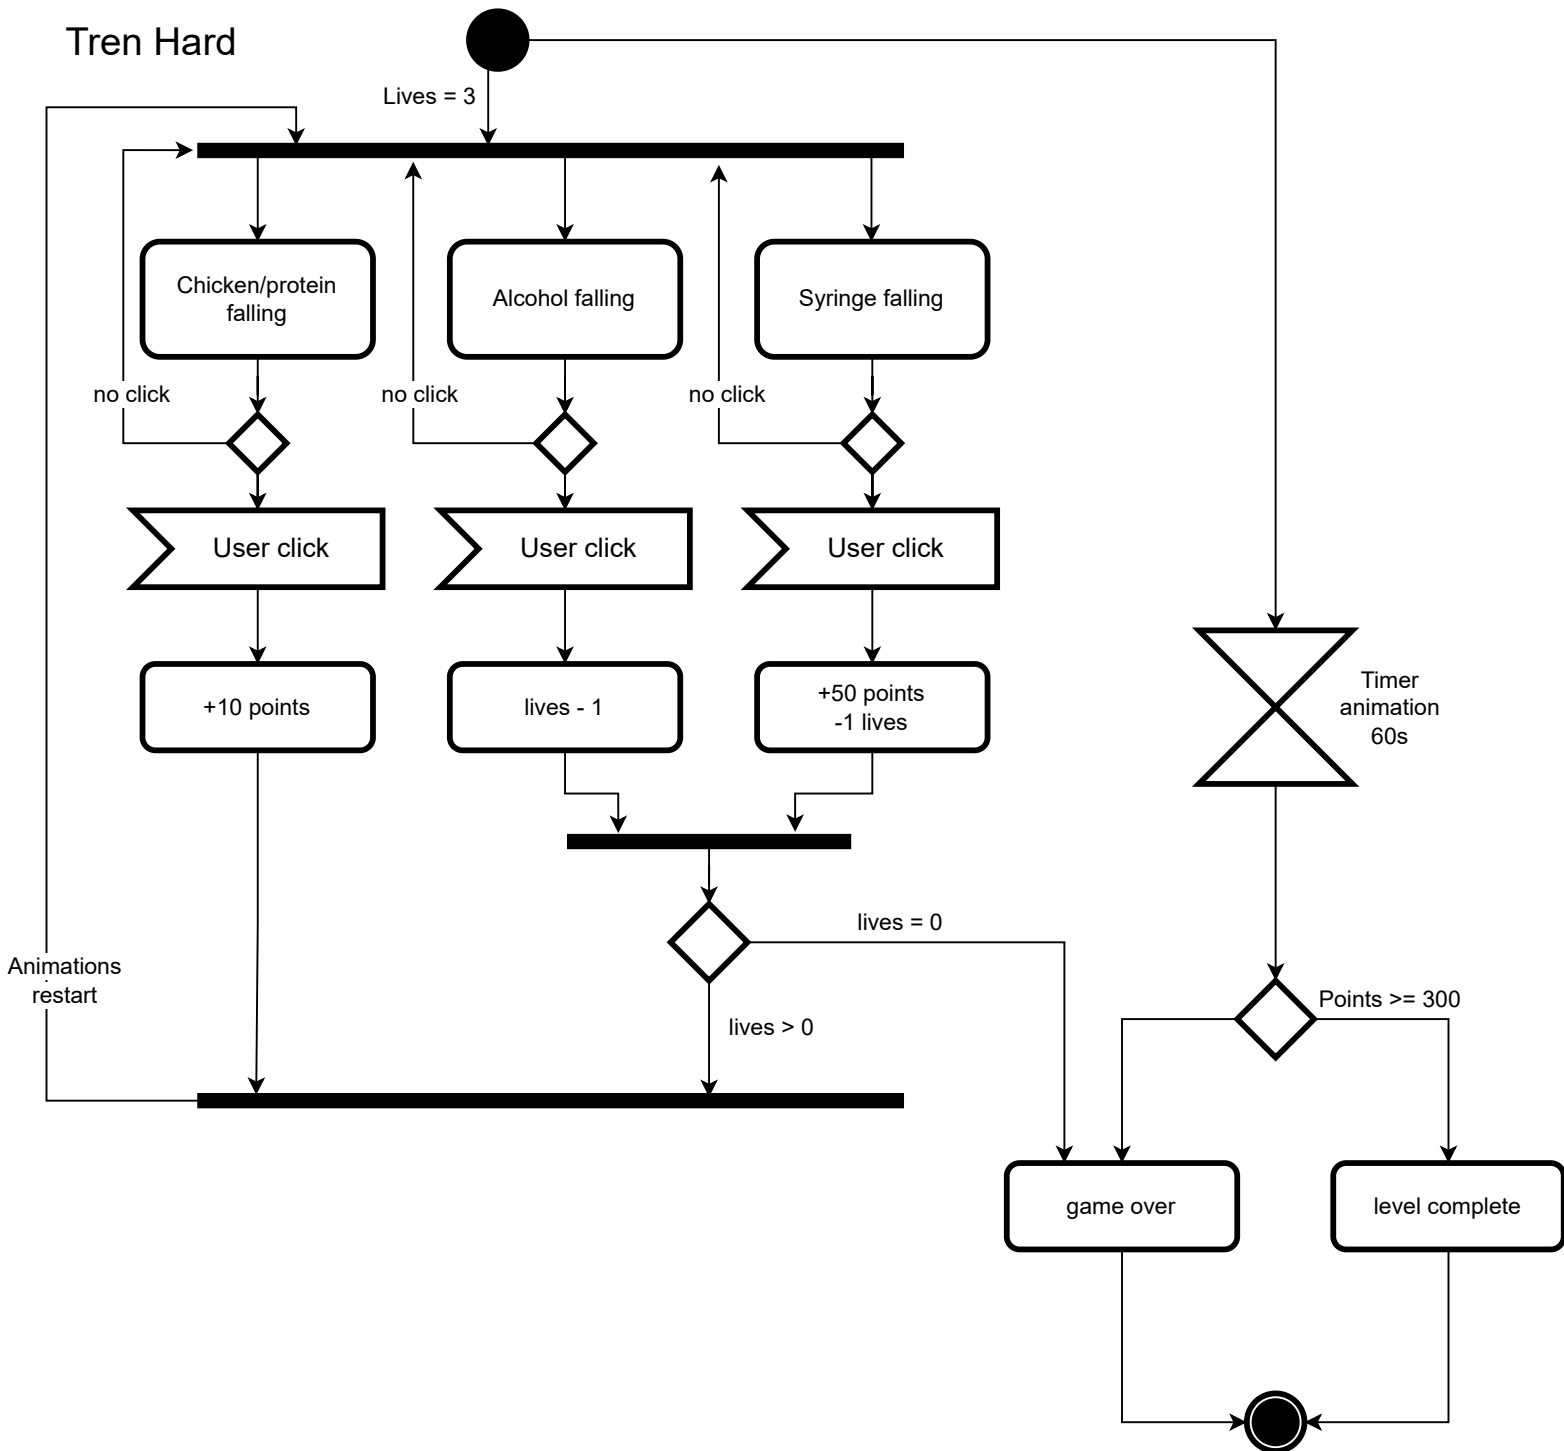 Tren Hard
Lives = 3
Chicken/protein
falling
Alcohol falling
Syringe falling
no click
no click
no click
User click
User click
User click
+10 points
lives - 1
+50 points
-1 lives
Timer
animation
60s
lives = 0
Animations
restart
Points >= 300
lives > 0
game over
level complete